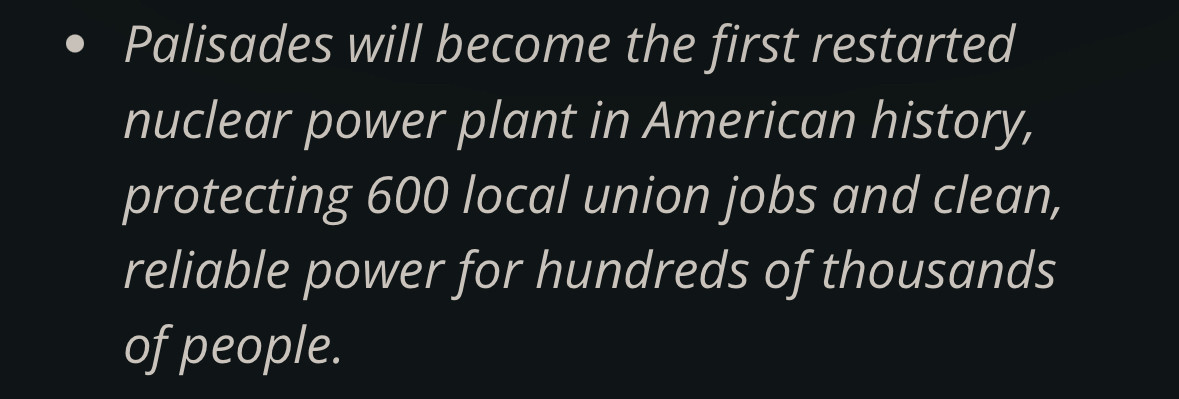 • Palisades will become the first restarted
nuclear power plant in American history,
protecting 600 local union jobs and clean,
reliable power for hundreds of thousands
of people.